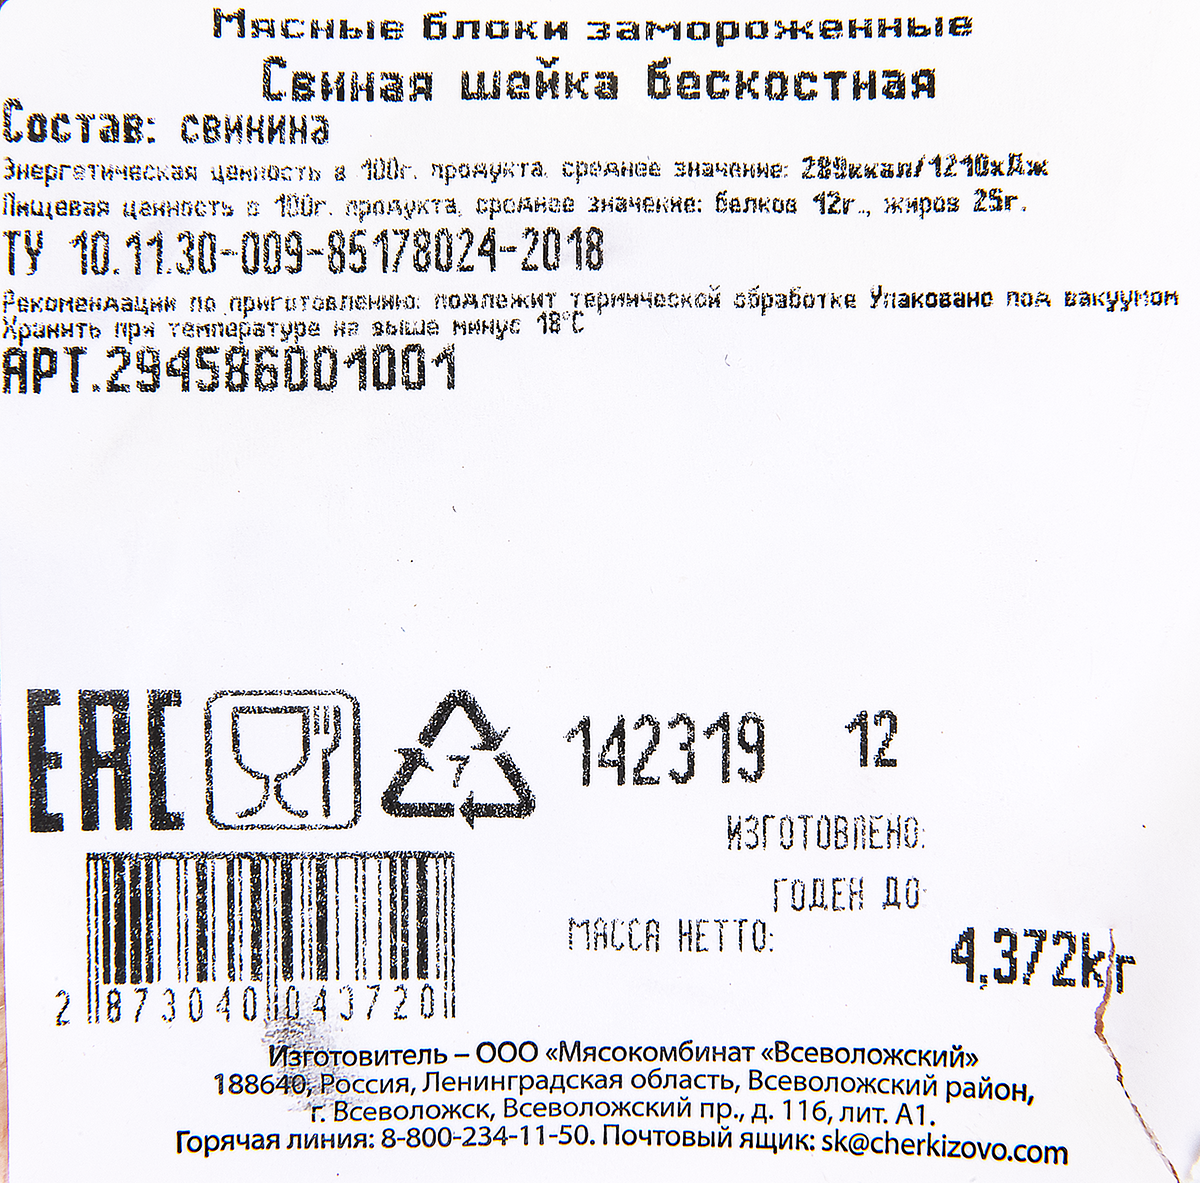 Мясные блоки замороженные
Свиная шейка бескостная
Состав: свинина
Энергетическая ценность в 100г. продукта, среднее значение: 289ккал/1210кДж
Пищевая ценность в 100г. продукта, среднее значение: белков 12г., жиров 25г.
ТУ 10.11.30-009-85178024-2018
Рекомендации по приготовлению: подлежит термической обработке Упаковано под вакуумом
Хранить при температуре не выше минус 18°С
АРТ.294586001001
ЕАС
7
142319 12
ИЗГОТОВЛЕНО:
ГОДЕН ДО:
МАССА НЕТТО:
4,372кг
2 873040 043720
Изготовитель – ООО «Мясокомбинат «Всеволожский»
188640, Россия, Ленинградская область, Всеволожский район,
г. Всеволожск, Всеволожский пр., д. 116, лит. А1.
Горячая линия: 8-800-234-11-50. Почтовый ящик: sk@cherkizovo.com